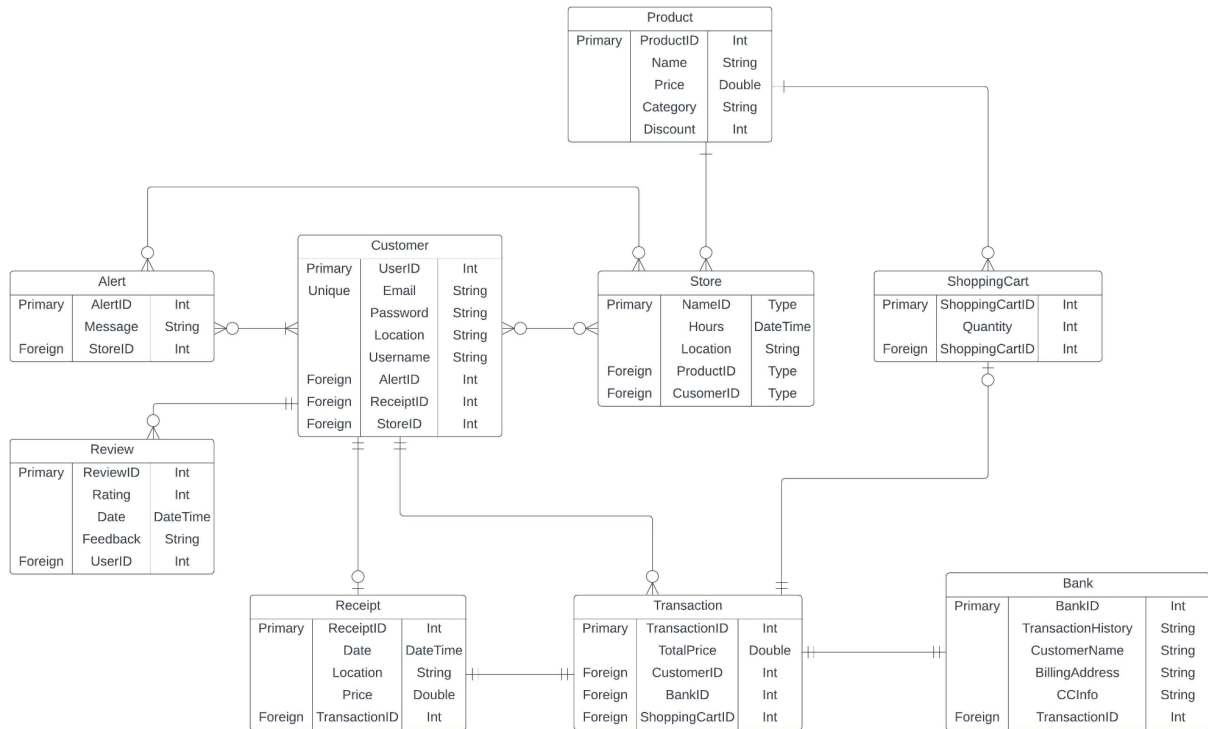 Product
Primary ProductID Int
Name String
Price Double
Category String
Discount Int
Customer
Primary UserID Int
Unique Email String
Password String
Location String
Username String
Foreign AlertID Int
Foreign ReceiptID Int
Foreign StoreID Int
Alert
Primary AlertID Int
Message String
Foreign StoreID Int
Store
Primary NameID Type
Hours DateTime
Location String
Foreign ProductID Type
Foreign CusomerID Type
ShoppingCart
Primary ShoppingCartID Int
Quantity Int
Foreign ShoppingCartID Int
Review
Primary ReviewID Int
Rating Int
Date DateTime
Feedback String
Foreign UserID Int
Receipt
Primary ReceiptID Int
Date DateTime
Location String
Price Double
Foreign TransactionID Int
Transaction
Primary TransactionID Int
TotalPrice Double
Foreign CustomerID Int
Foreign BankID Int
Foreign ShoppingCartID Int
Bank
Primary BankID Int
TransactionHistory String
CustomerName String
BillingAddress String
CCInfo String
Foreign TransactionID Int